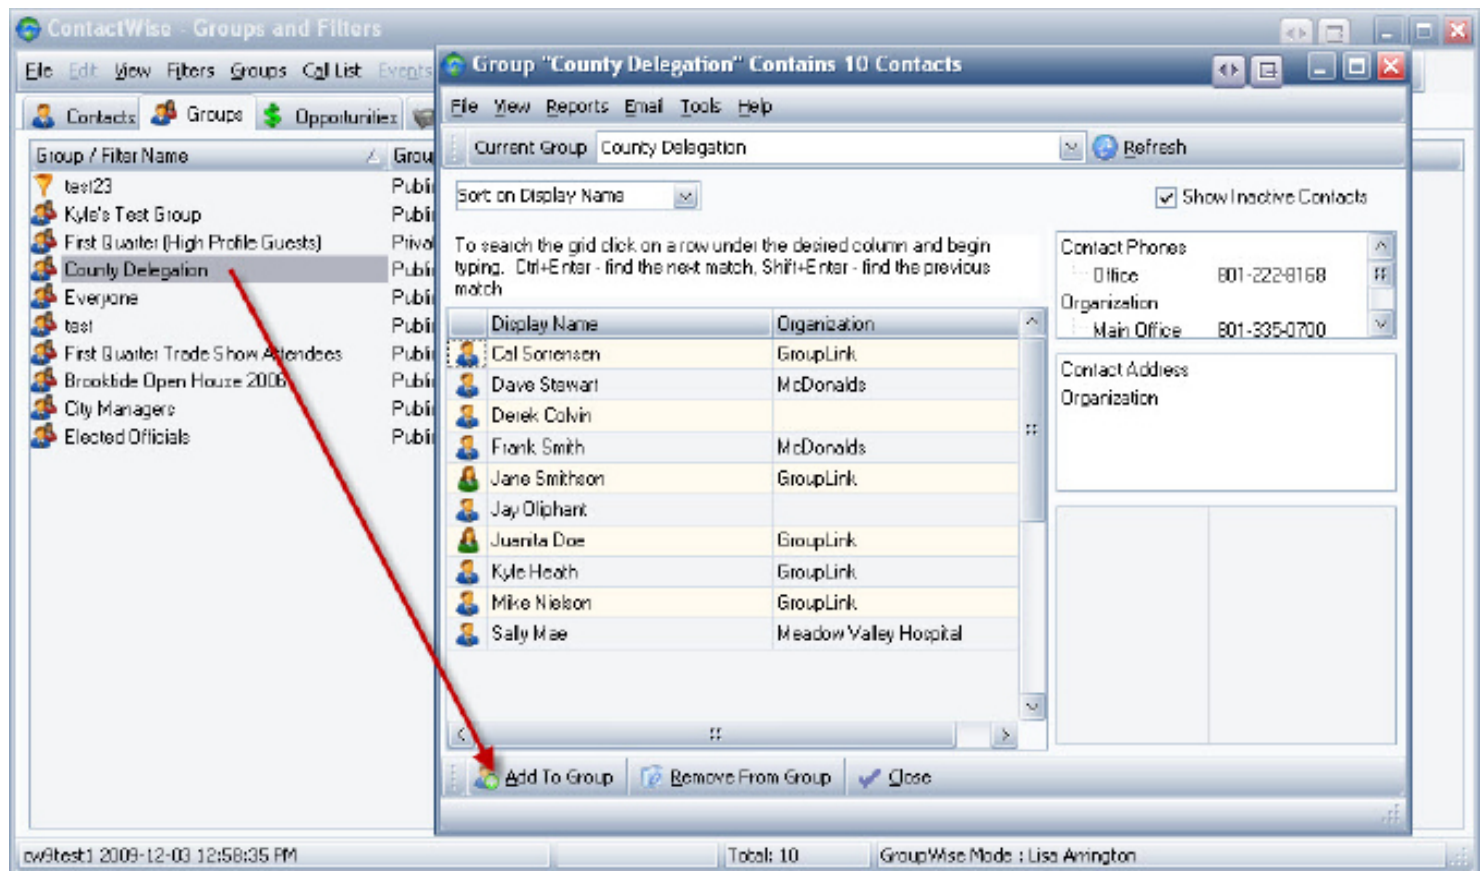 ContactWise - Groups and Filters
File Edit View Filters Groups Call List Events
Contacts Groups Opportunities
Group / Filter Name Grou
test23 Publi
Kyle's Test Group Publi
First Quarter (High Profile Guests) Privat
County Delegation Publi
Everyone Publi
test Publi
First Quarter Trade Show Attendees Publi
Brooktide Open House 2006 Publi
City Managers Publi
Elected Officials Publi
Group "County Delegation" Contains 10 Contacts
File View Reports Email Tools Help
Current Group County Delegation Refresh
Sort on Display Name Show Inactive Contacts
To search the grid click on a row under the desired column and begin
typing. Ctrl+Enter - find the next match, Shift+Enter - find the previous
match
Display Name Organization
Cal Sorensen GroupLink
Dave Stewart McDonalds
Derek Colvin
Frank Smith McDonalds
Jane Smithson GroupLink
Jay Oliphant
Juanita Doe GroupLink
Kyle Heath GroupLink
Mike Nielson GroupLink
Sally Mae Meadow Valley Hospital
Contact Phones
Office 801-222-8168
Organization
Main Office 801-335-0700
Contact Address
Organization
Add To Group Remove From Group Close
cw9test1 2009-12-03 12:58:35 PM Total: 10 GroupWise Mode : Lisa Arrington